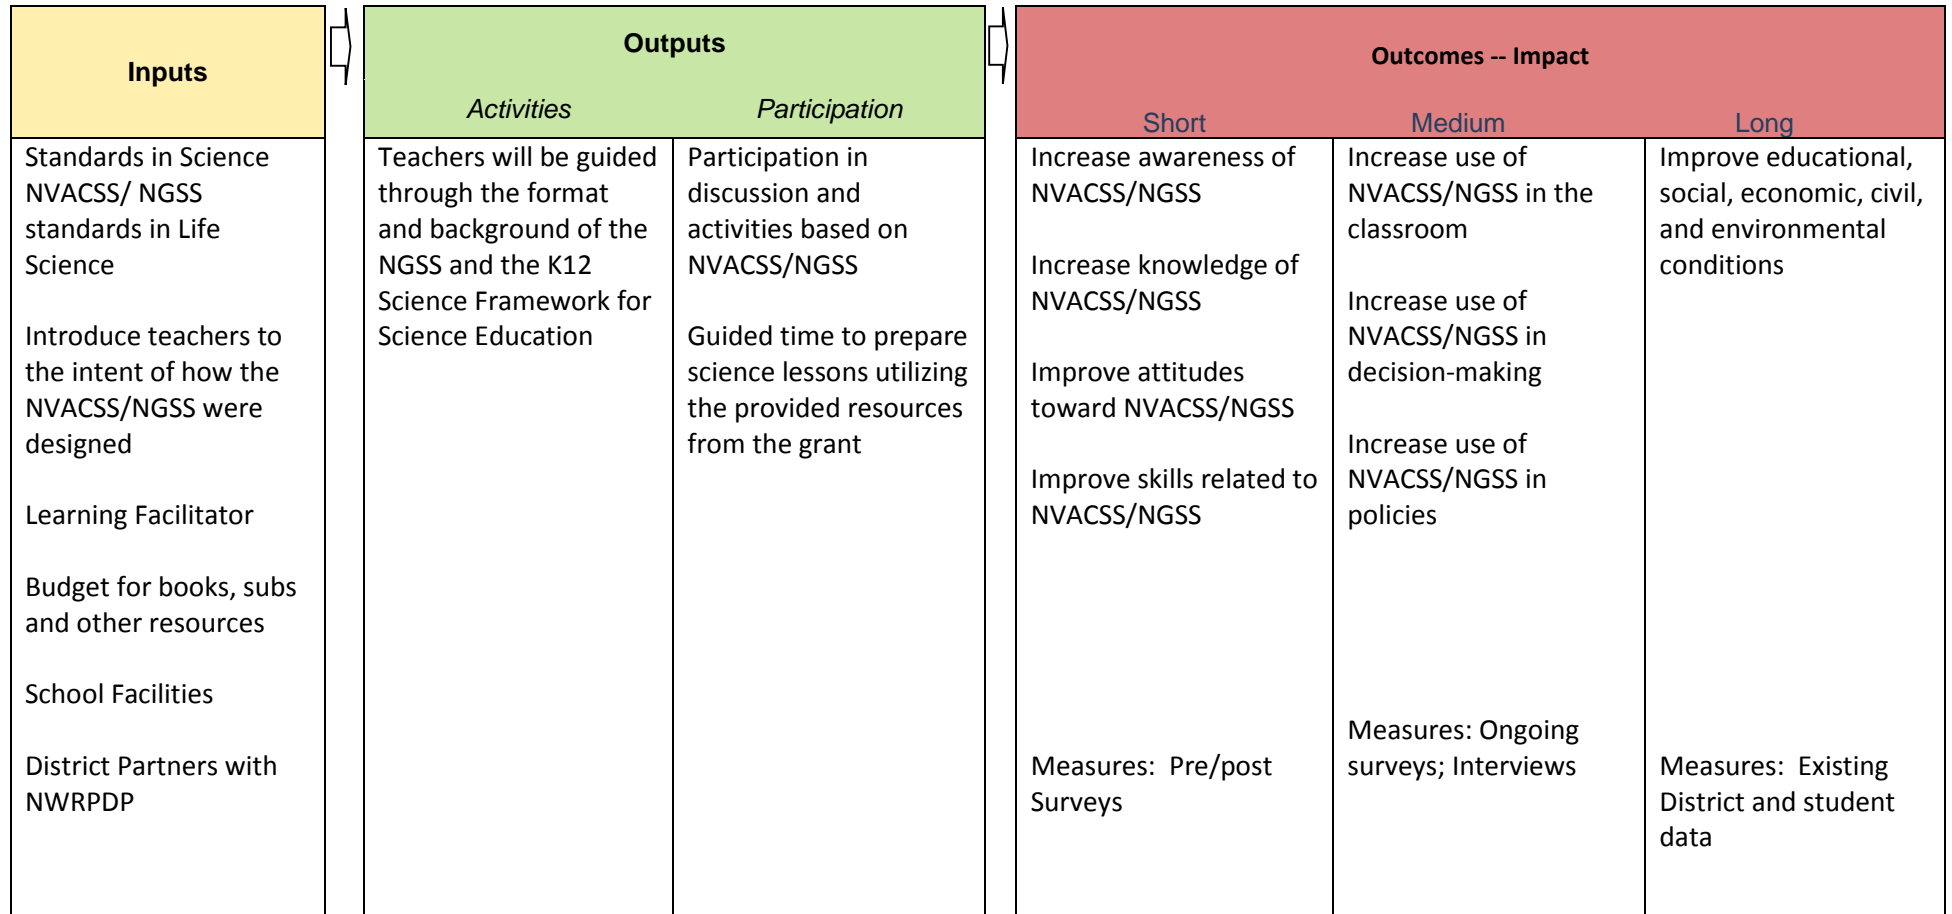 Inputs
Standards in Science
NVACSS/ NGSS
standards in Life
Science
Introduce teachers to
the intent of how the
NVACSS/NGSS were
designed
Learning Facilitator
Budget for books, subs
and other resources
School Facilities
District Partners with
NWRPDP
Outputs
Activities
Teachers will be guided
through the format
and background of the
NGSS and the K12
Science Framework for
Science Education
Participation
Participation in
discussion and
activities based on
NVACSS/NGSS
Guided time to prepare
science lessons utilizing
the provided resources
from the grant
Outcomes -- Impact
Short
Increase awareness of
NVACSS/NGSS
Increase knowledge of
NVACSS/NGSS
Improve attitudes
toward NVACSS/NGSS
Improve skills related to
NVACSS/NGSS
Measures:  Pre/post
Surveys
Medium
Increase use of
NVACSS/NGSS in the
classroom
Increase use of
NVACSS/NGSS in
decision-making
Increase use of
NVACSS/NGSS in
policies
Measures: Ongoing
surveys; Interviews
Long
Improve educational,
social, economic, civil,
and environmental
conditions
Measures:  Existing
District and student
data